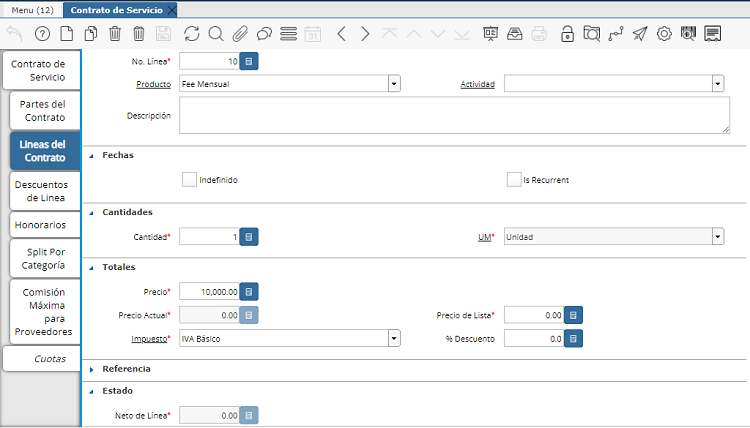 Menu (12)
Contrato de Servicio
31
Contrato de
Servicio
Partes del
Contrato
Líneas del
Contrato
Descuentos
de Linea
Honorarios
Split Por
Categoría
Comisión
Máxima
para
Proveedores
Cuotas
No. Línea* 10
Producto Fee Mensual Actividad
Descripción
Fechas
Indefinido Is Recurrent
Cantidades
Cantidad* 1 UM* Unidad
Totales
Precio* 10,000.00
Precio Actual* 0.00 Precio de Lista* 0.00
Impuesto* IVA Básico % Descuento 0.0
Referencia
Estado
Neto de Línea* 0.00